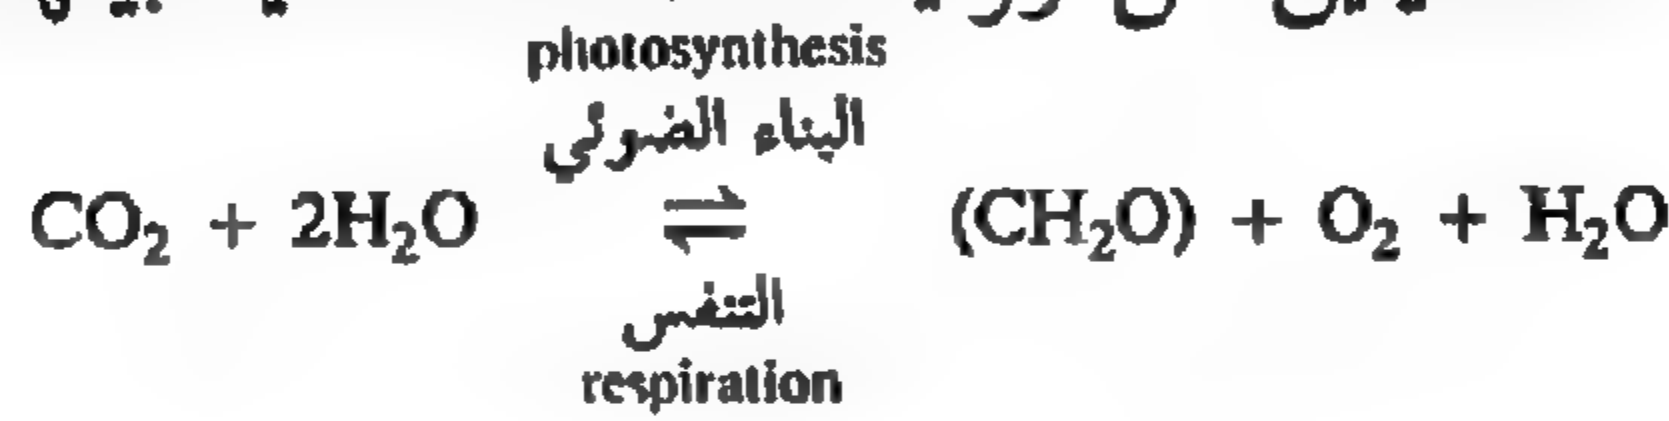 photosynthesis
البناء الضوئي
CO₂ + 2H₂O ⇌ (CH₂O) + O₂ + H₂O
التنفس
respiration